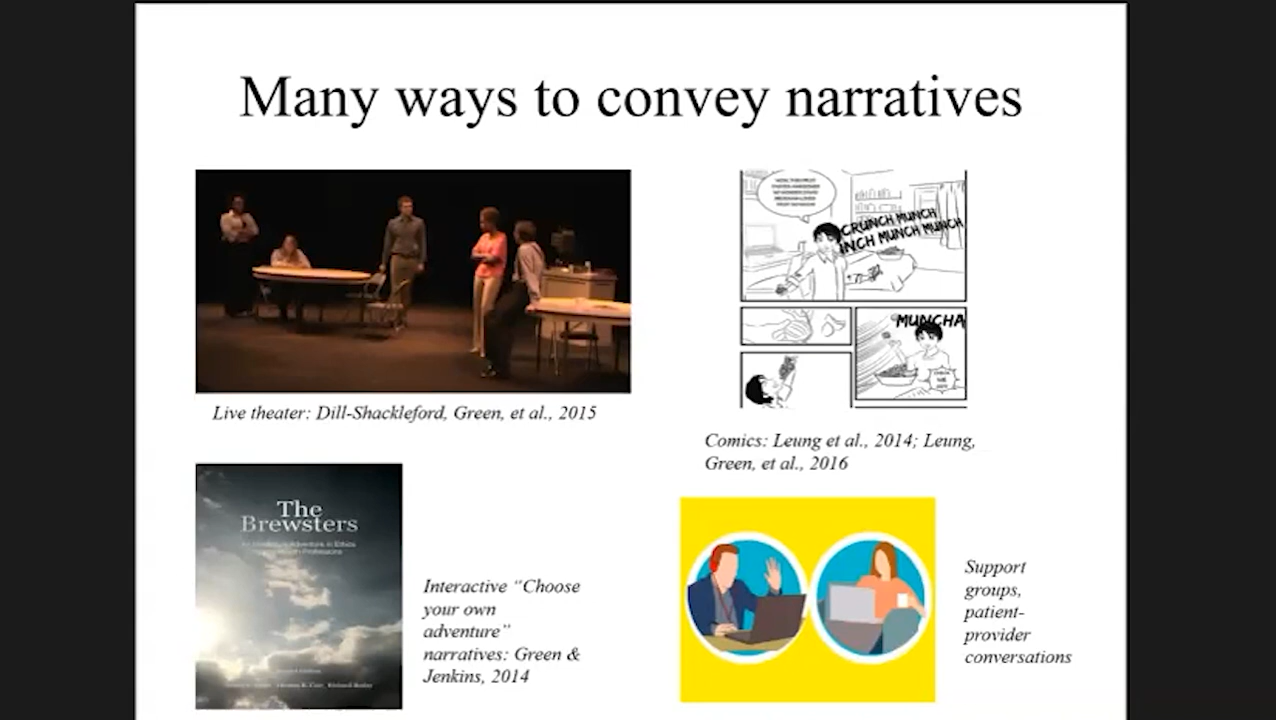 Many ways to convey narratives
CRUNCH MUNCH
MUNCH MUNCH
MUNCHA
Live theater: Dill-Shackleford, Green, et al., 2015
Comics: Leung et al., 2014; Leung,
Green, et al., 2016
The
Brewsters
Interactive “Choose
your own
adventure”
narratives: Green &
Jenkins, 2014
Support
groups,
patient-
provider
conversations